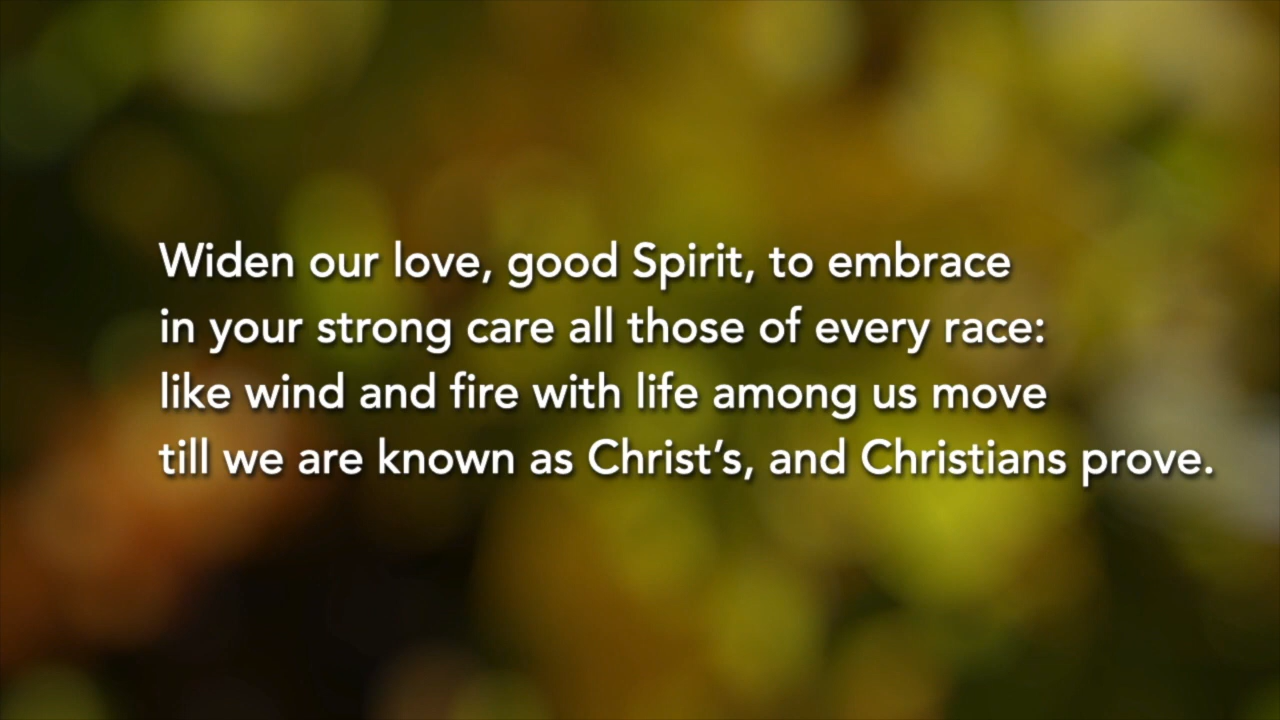 Widen our love, good Spirit, to embrace
in your strong care all those of every race:
like wind and fire with life among us move
till we are known as Christ’s, and Christians prove.